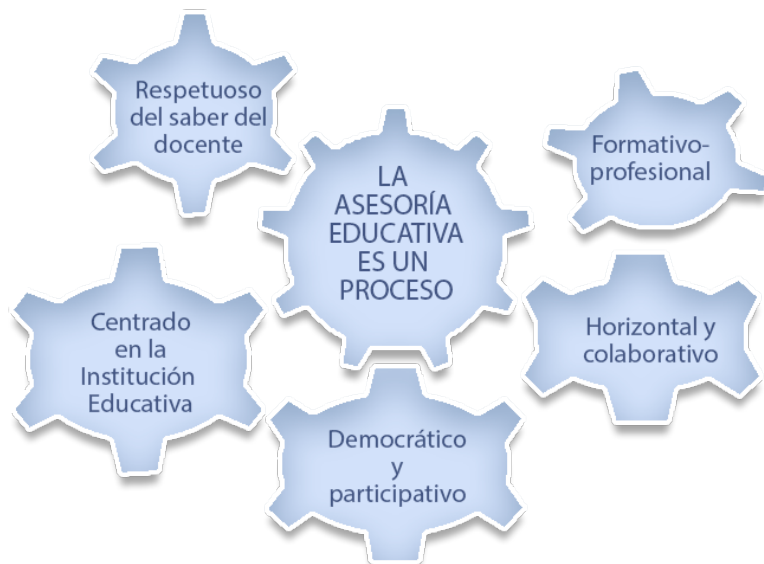 Respetuoso
del saber del
docente
LA
ASESORÍA
EDUCATIVA
ES UN
PROCESO
Formativo-
profesional
Centrado
en la
Institución
Educativa
Horizontal y
colaborativo
Democrático
y
participativo